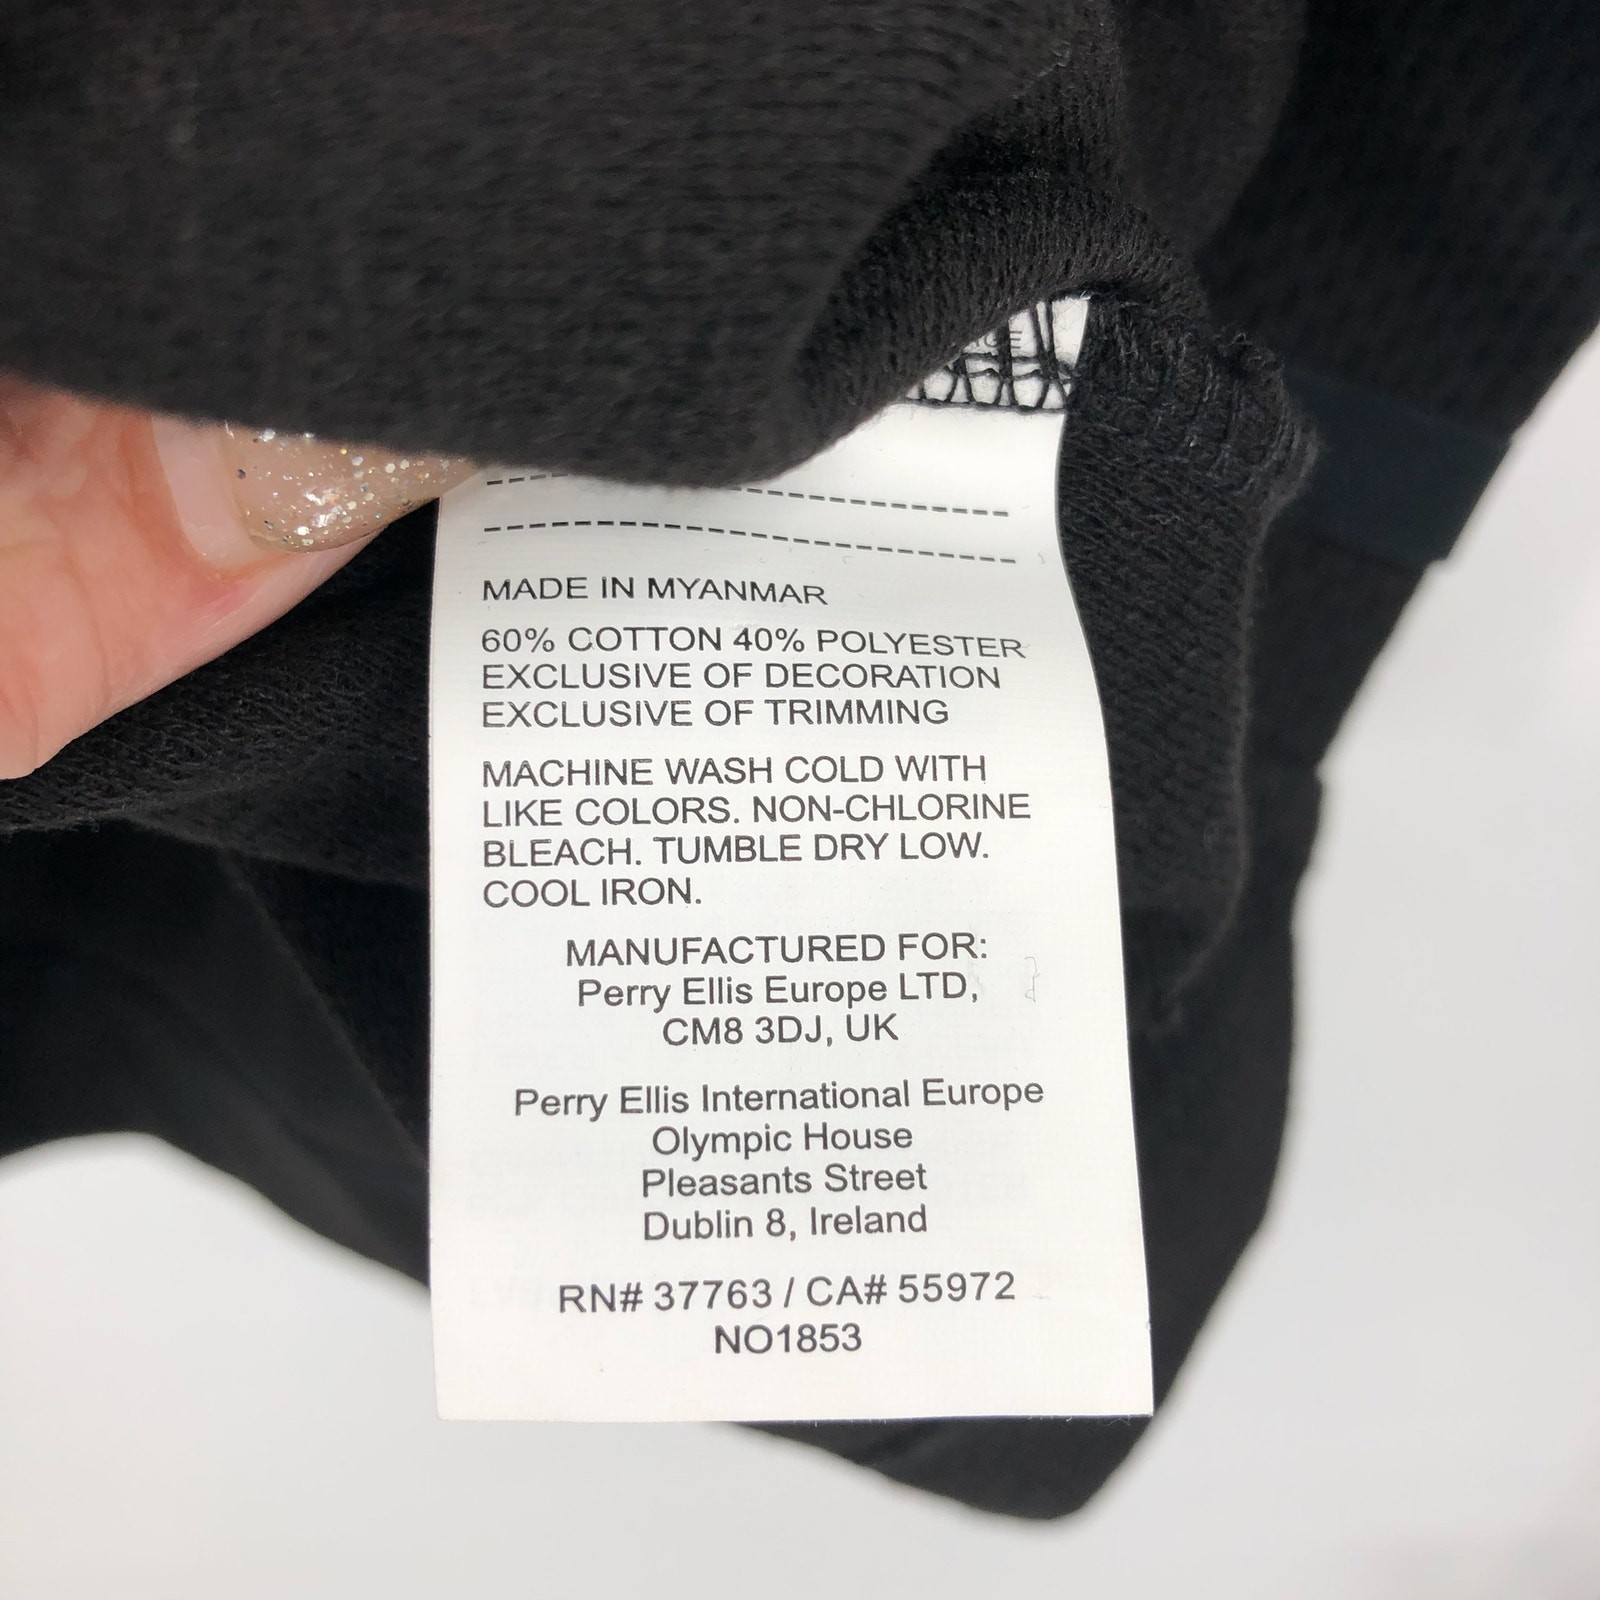 MADE IN MYANMAR
60% COTTON 40% POLYESTER
EXCLUSIVE OF DECORATION
EXCLUSIVE OF TRIMMING
MACHINE WASH COLD WITH
LIKE COLORS. NON-CHLORINE
BLEACH. TUMBLE DRY LOW.
COOL IRON.
MANUFACTURED FOR:
Perry Ellis Europe LTD,
CM8 3DJ, UK
Perry Ellis International Europe
Olympic House
Pleasants Street
Dublin 8, Ireland
RN# 37763 / CA# 55972
NO1853